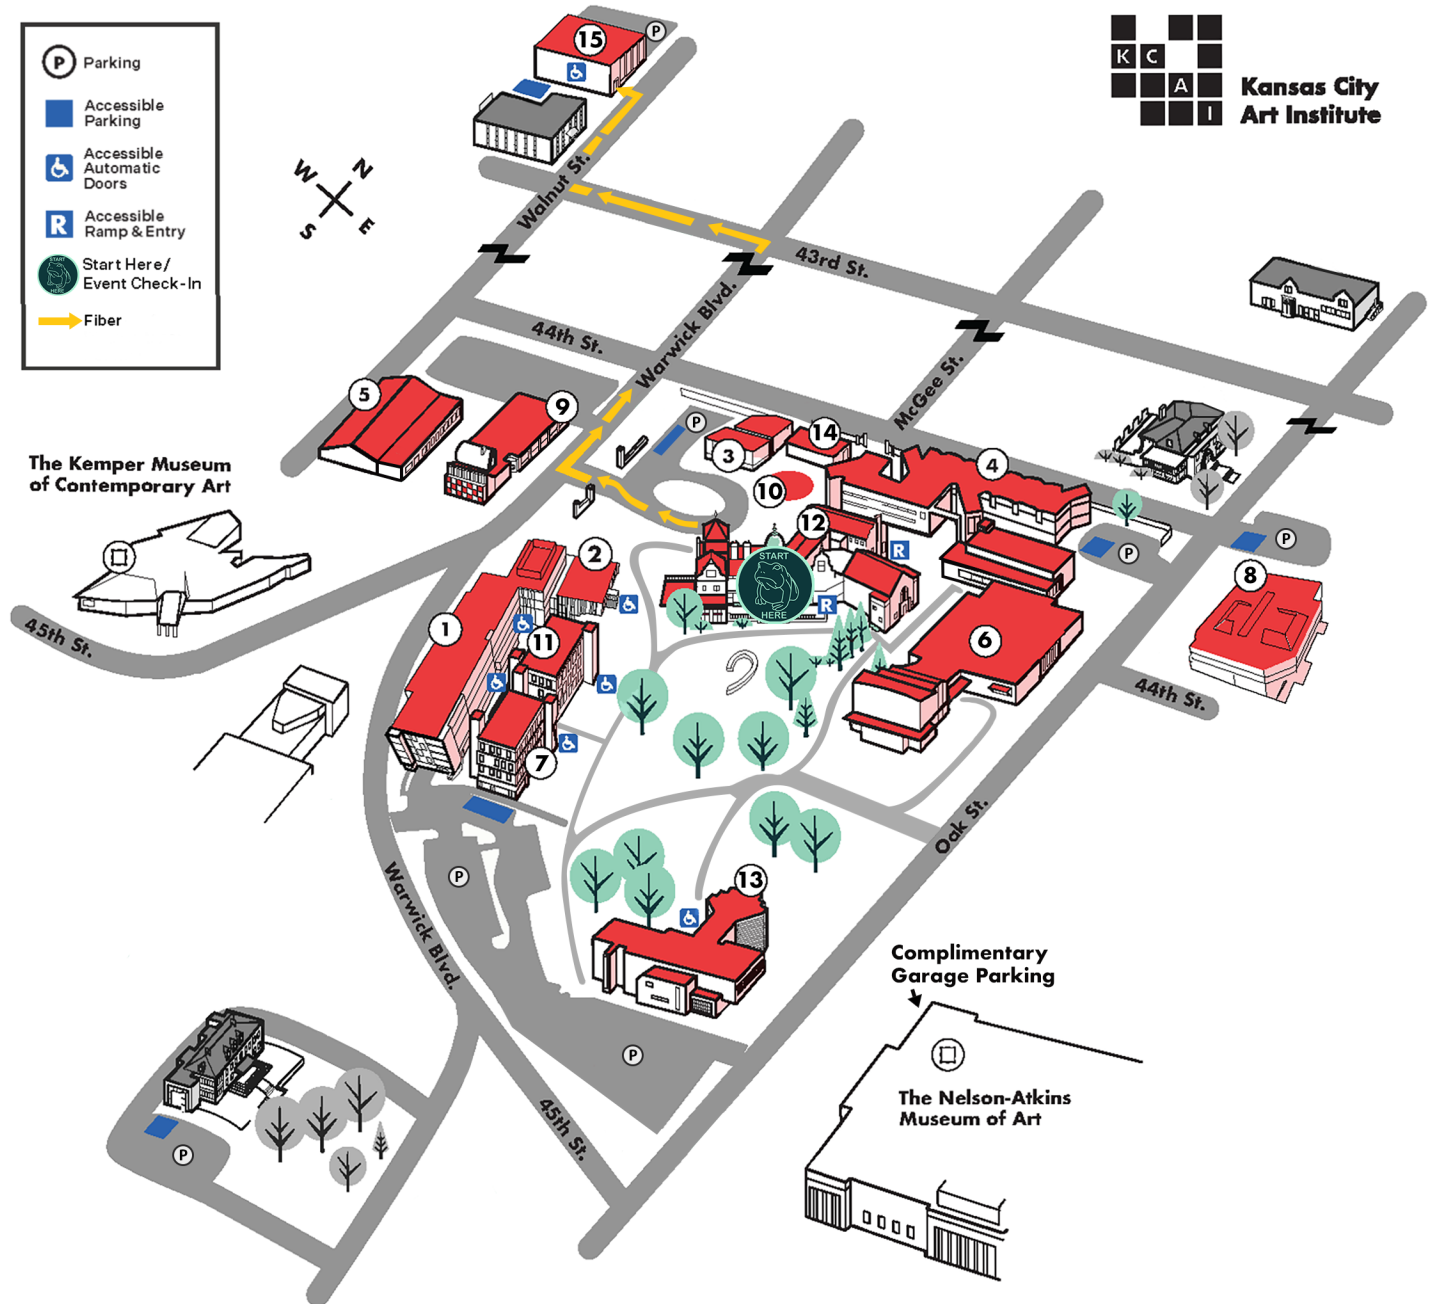 P Parking
Accessible
Parking
Accessible
Automatic
Doors
R Accessible
Ramp & Entry
START
HERE
Start Here/
Event Check-In
Fiber
W N
S E
K C
A
I
Kansas City
Art Institute
15
P
Walnut St.
43rd St.
44th St.
Warwick Blvd.
McGee St.
5
9
P
3
14
4
10
12
R
P
P
8
The Kemper Museum
of Contemporary Art
2
START
HERE
R
1
11
6
45th St.
44th St.
7
Oak St.
P
13
Warwick Blvd.
Complimentary
Garage Parking
P
The Nelson-Atkins
Museum of Art
45th St.
P